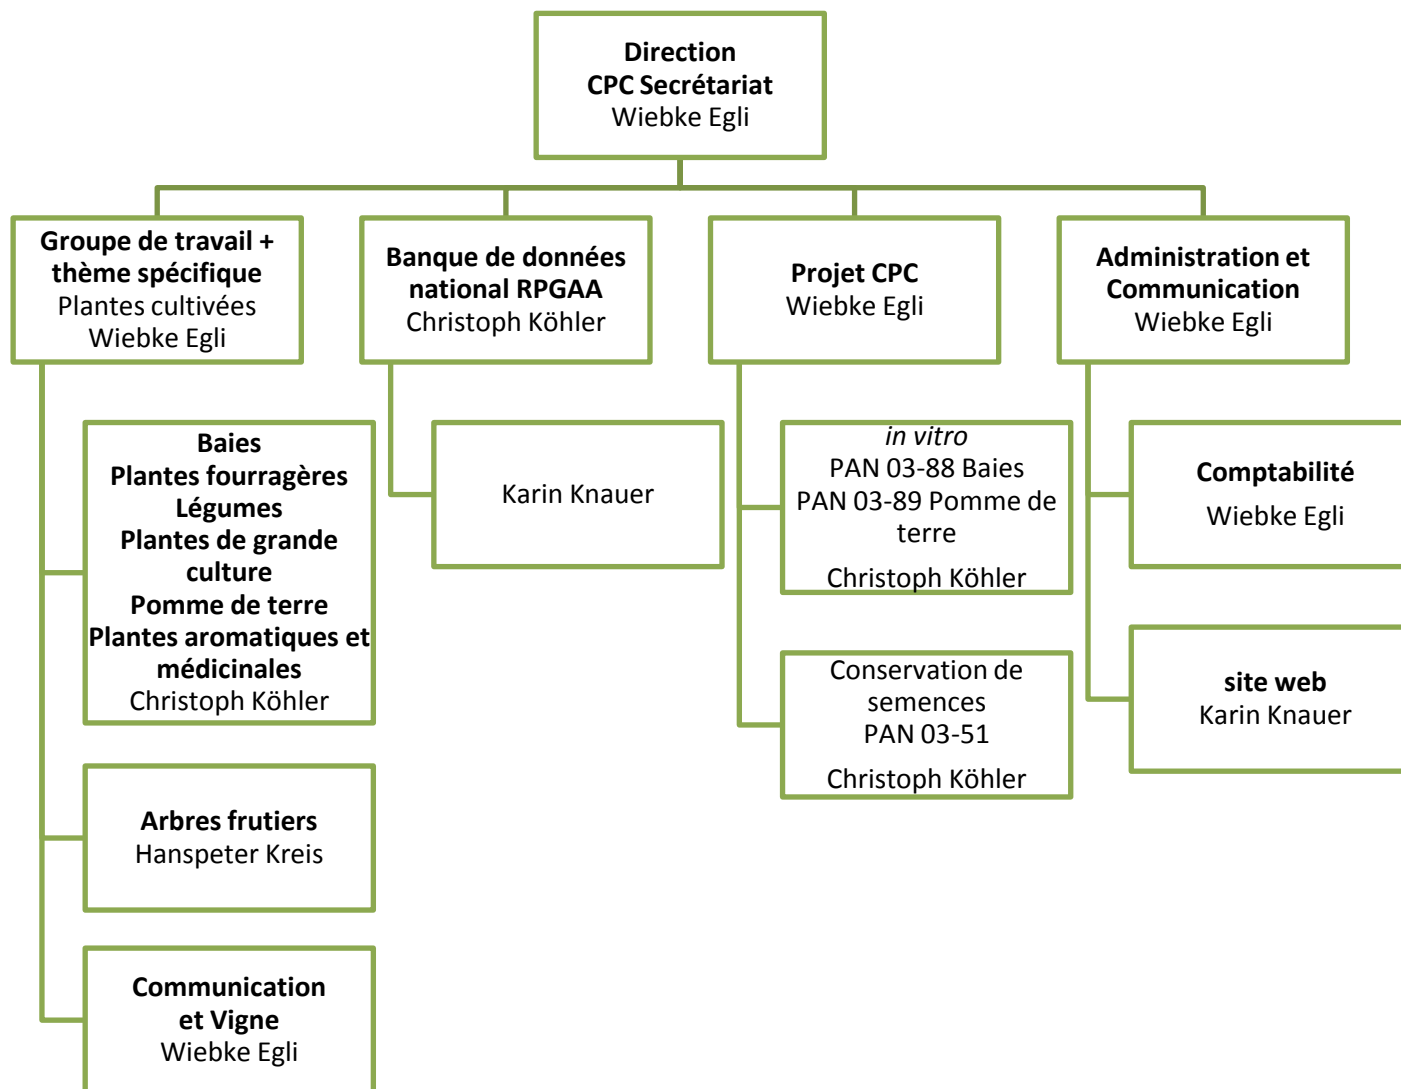 Direction
CPC Secrétariat
Wiebke Egli
Groupe de travail +
thème spécifique
Plantes cultivées
Wiebke Egli
Banque de données
national RPGAA
Christoph Köhler
Projet CPC
Wiebke Egli
Administration et
Communication
Wiebke Egli
Baies
Plantes fourragères
Légumes
Plantes de grande
culture
Pomme de terre
Plantes aromatiques et
médicinales
Christoph Köhler
Arbres frutiers
Hanspeter Kreis
Communication
et Vigne
Wiebke Egli
Karin Knauer
in vitro
PAN 03-88 Baies
PAN 03-89 Pomme de
terre
Christoph Köhler
Conservation de
semences
PAN 03-51
Christoph Köhler
Comptabilité
Wiebke Egli
site web
Karin Knauer